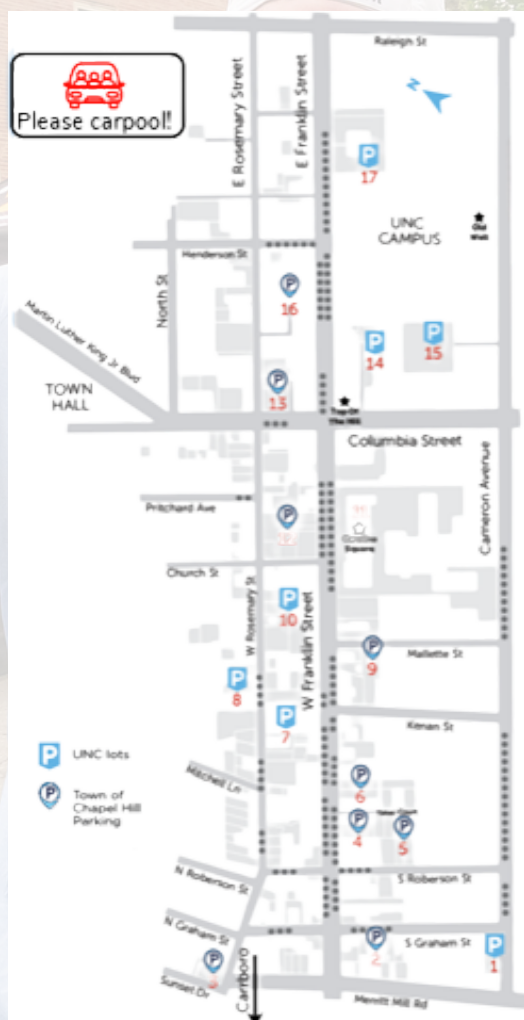 Raleigh St
Please carpool!
E Rosemary Street
E Franklin Street
N
17
UNC
CAMPUS
Old
Well
Henderson St
North St
16
Martin Luther King Jr Blvd
14
15
TOWN
HALL
13
Top Of
The Hill
Columbia Street
Cameron Avenue
Pritchard Ave
Square
Church St
W Rosemary St
10
W Franklin Street
Mallette St
9
8
7
Kenan St
UNC lots
Mitchell Ln
Town of
Chapel Hill
Parking
6
4
5
N Roberson St
S Roberson St
N Graham St
S Graham St
2
1
Sunset Dr
Carrboro
Merritt Mill Rd